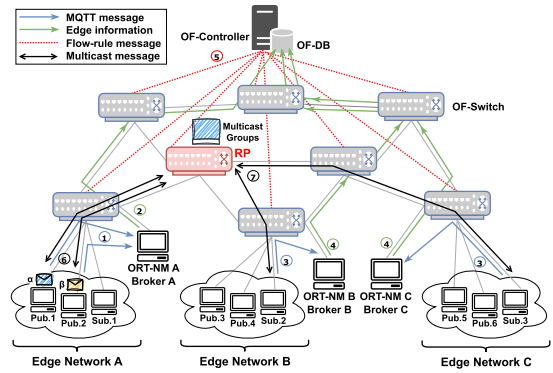 MQTT message
Edge information
Flow-rule message
Multicast message
OF-Controller
OF-DB
5
OF-Switch
Multicast
Groups
RP
7
2
1
6
3
4
4
3
α
β
ORT-NM A
Broker A
ORT-NM B
Broker B
ORT-NM C
Broker C
Pub.1
Pub.2
Sub.1
Pub.3
Pub.4
Sub.2
Pub.5
Pub.6
Sub.3
Edge Network A
Edge Network B
Edge Network C